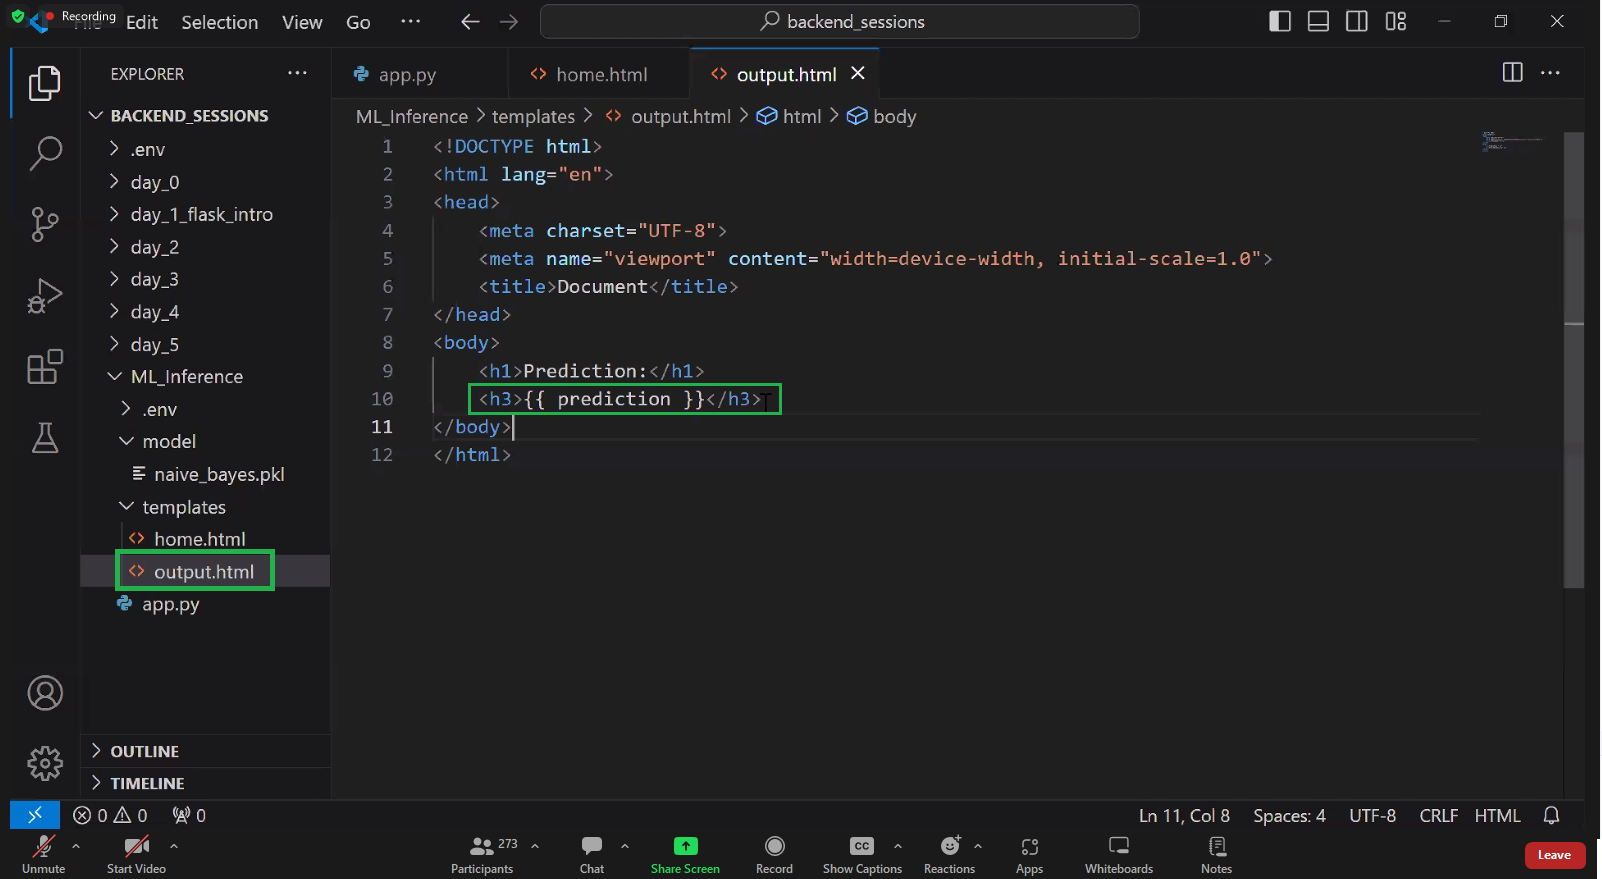 Recording
File Edit Selection View Go ··· backend_sessions
EXPLORER ···
BACKEND_SESSIONS
.env
day_0
day_1_flask_intro
day_2
day_3
day_4
day_5
ML_Inference
.env
model
naive_bayes.pkl
templates
home.html
output.html
app.py
OUTLINE
TIMELINE
app.py home.html output.html
ML_Inference > templates > output.html > html > body
1 <!DOCTYPE html>
2 <html lang="en">
3 <head>
4 <meta charset="UTF-8">
5 <meta name="viewport" content="width=device-width, initial-scale=1.0">
6 <title>Document</title>
7 </head>
8 <body>
9 <h1>Prediction:</h1>
10 <h3>{{ prediction }}</h3>
11 </body>
12 </html>
0 0 0 Ln 11, Col 8 Spaces: 4 UTF-8 CRLF HTML
273 CC
Unmute Start Video Participants Chat Share Screen Record Show Captions Reactions Apps Whiteboards Notes Leave